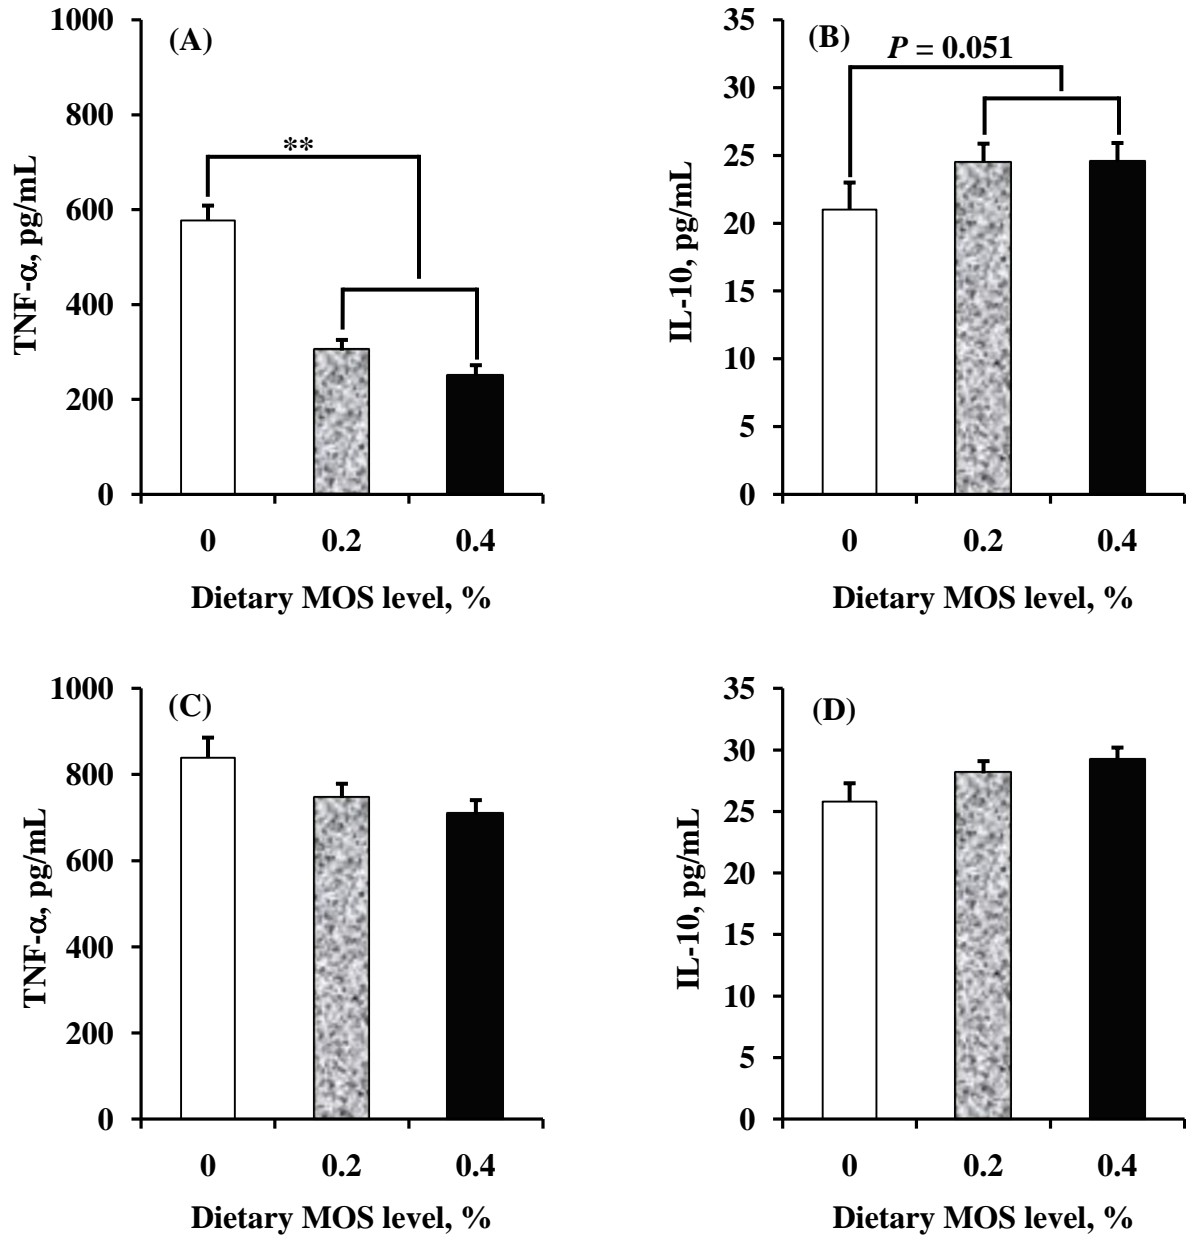 (A)
**
TNF-α, pg/mL
1000
800
600
400
200
0
0 0.2 0.4
Dietary MOS level, %
(B)
P = 0.051
IL-10, pg/mL
35
30
25
20
15
10
5
0
0 0.2 0.4
Dietary MOS level, %
(C)
TNF-α, pg/mL
1000
800
600
400
200
0
0 0.2 0.4
Dietary MOS level, %
(D)
IL-10, pg/mL
35
30
25
20
15
10
5
0
0 0.2 0.4
Dietary MOS level, %